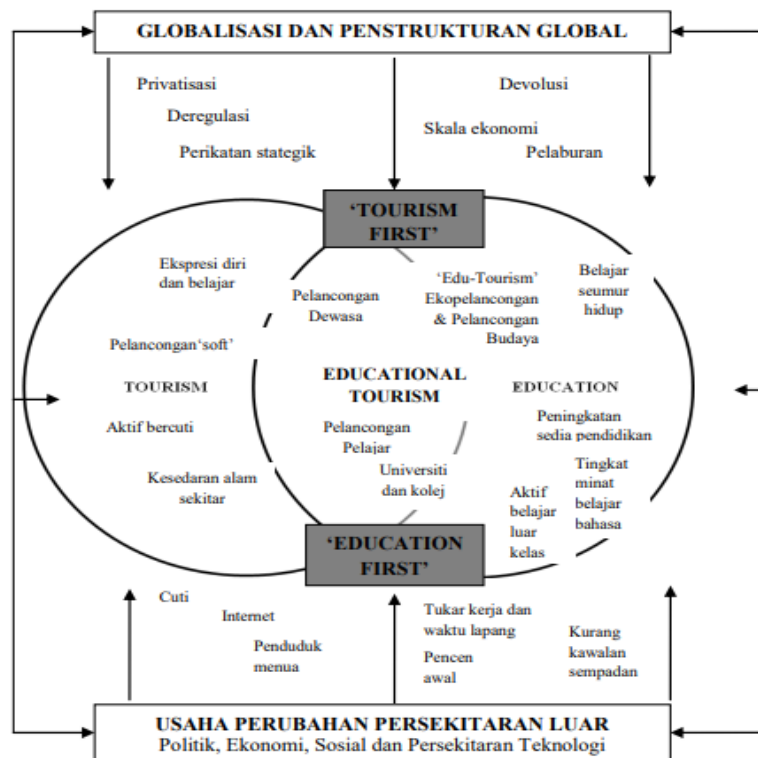 GLOBALISASI DAN PENSTRUKTURAN GLOBAL
Privatisasi
Devolusi
Deregulasi
Skala ekonomi
Perikatan stategik
Pelaburan
‘TOURISM
FIRST’
Ekspresi diri
dan belajar
Pelancongan
Dewasa
‘Edu-Tourism’
Ekopelancongan
& Pelancongan
Budaya
Belajar
seumur
hidup
Pelancongan‘soft’
TOURISM
EDUCATIONAL
TOURISM
EDUCATION
Aktif bercuti
Pelancongan
Pelajar
Peningkatan
sedia pendidikan
Kesedaran alam
sekitar
Universiti
dan kolej
Aktif
belajar
luar
kelas
Tingkat
minat
belajar
bahasa
‘EDUCATION
FIRST’
Cuti
Internet
Penduduk
menua
Tukar kerja dan
waktu lapang
Pencen
awal
Kurang
kawalan
sempadan
USAHA PERUBAHAN PERSEKITARAN LUAR
Politik, Ekonomi, Sosial dan Persekitaran Teknologi